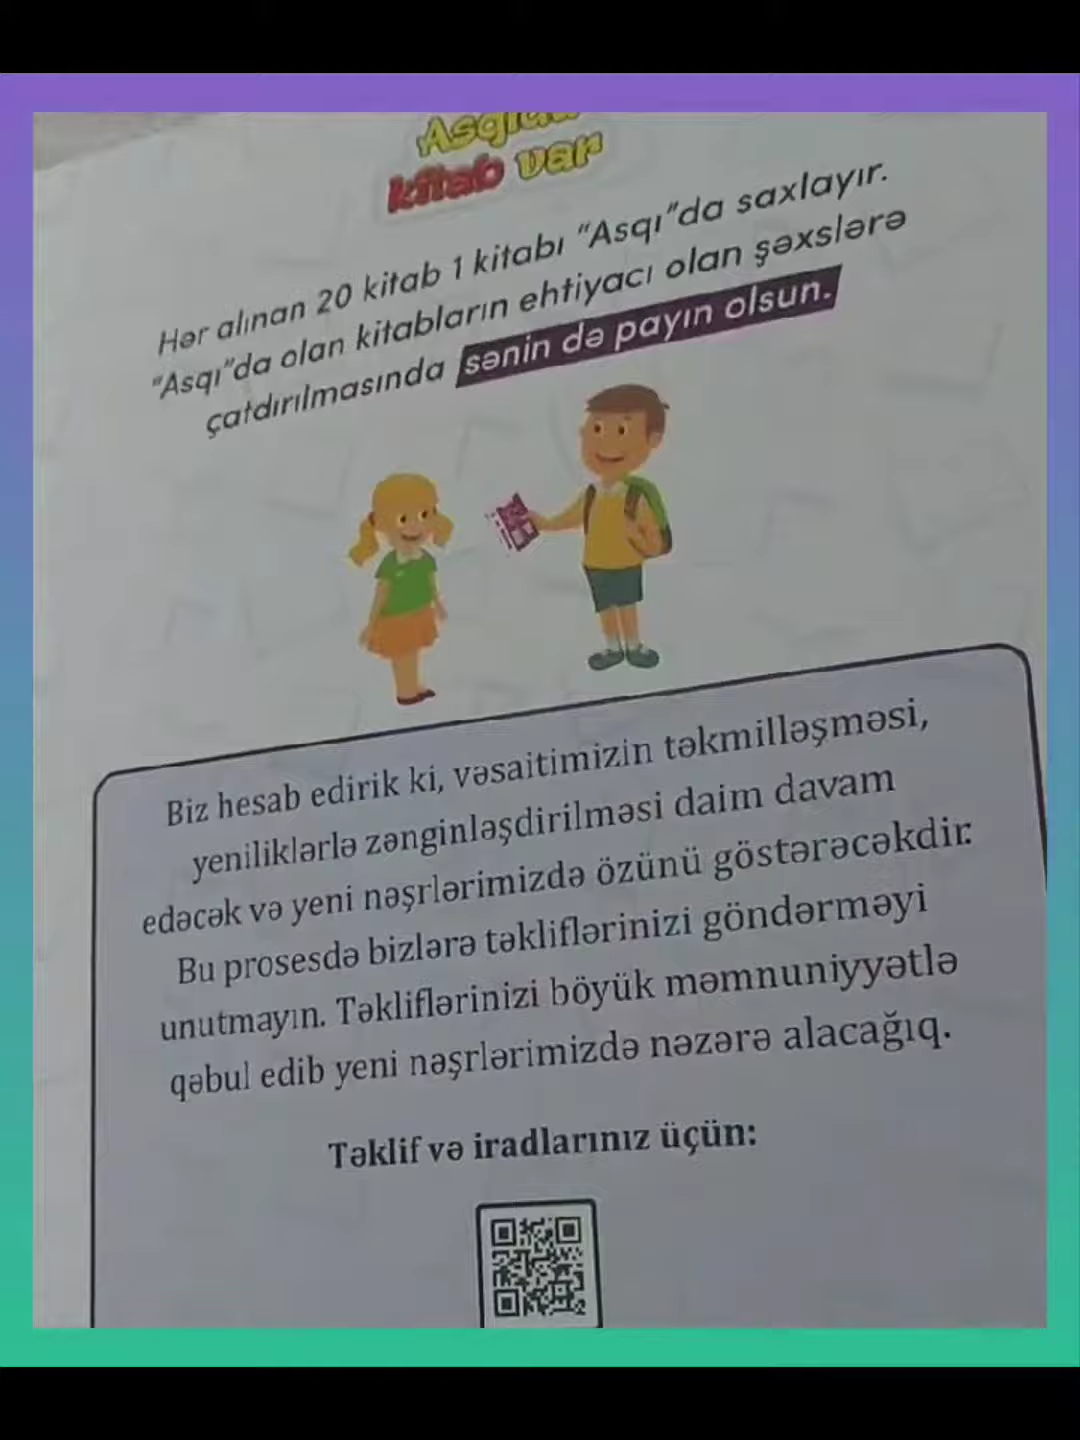 kitab var
Hər alınan 20 kitab 1 kitabı "Asqı"da saxlayır.
"Asqı"da olan kitabların ehtiyacı olan şəxslərə
çatdırılmasında sənin də payın olsun.
Biz hesab edirik ki, vəsaitimizin təkmilləşməsi,
yeniliklərlə zənginləşdirilməsi daim davam
edəcək və yeni nəşrlərimizdə özünü göstərəcəkdir.
Bu prosesdə bizlərə təkliflərinizi göndərməyi
unutmayın. Təkliflərinizi böyük məmnuniyyətlə
qəbul edib yeni nəşrlərimizdə nəzərə alacağıq.
Təklif və iradlarınız üçün: